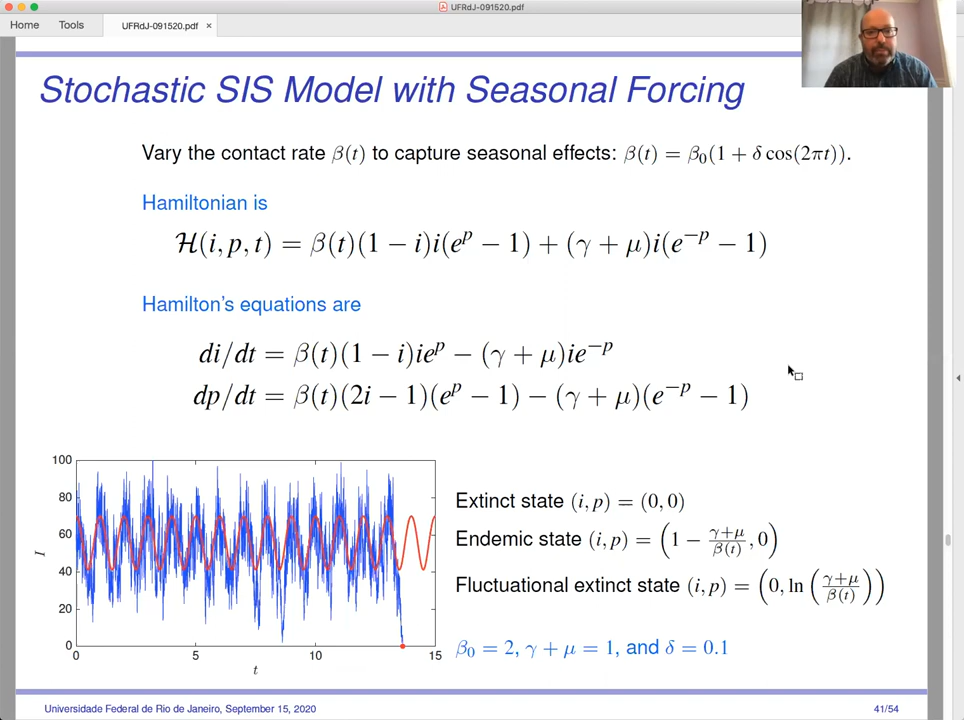 UFRdJ-091520.pdf
Home Tools UFRdJ-091520.pdf ×
Stochastic SIS Model with Seasonal Forcing
Vary the contact rate β(t) to capture seasonal effects: β(t) = β₀(1 + δ cos(2πt)).
Hamiltonian is
ℋ(i, p, t) = β(t)(1 − i)i(eᵖ − 1) + (γ + μ)i(e⁻ᵖ − 1)
Hamilton's equations are
di/dt = β(t)(1 − i)ieᵖ − (γ + μ)ie⁻ᵖ
dp/dt = β(t)(2i − 1)(eᵖ − 1) − (γ + μ)(e⁻ᵖ − 1)
100
80
60
40
20
0
I
0 5 10 15
t
Extinct state (i, p) = (0, 0)
Endemic state (i, p) = (1 − (γ+μ)/β(t), 0)
Fluctuational extinct state (i, p) = (0, ln((γ+μ)/β(t)))
β₀ = 2, γ + μ = 1, and δ = 0.1
Universidade Federal de Rio de Janeiro, September 15, 2020 41/54